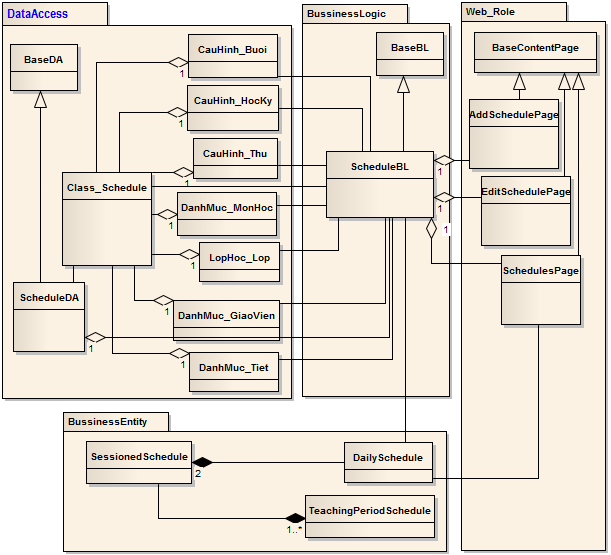 DataAccess
BaseDA
CauHinh_Buoi
1
CauHinh_HocKy
1
CauHinh_Thu
1
Class_Schedule
DanhMuc_MonHoc
1
LopHoc_Lop
1
ScheduleDA
1
DanhMuc_GiaoVien
1
DanhMuc_Tiet
1
BussinessLogic
BaseBL
ScheduleBL
1
1
1
Web_Role
BaseContentPage
AddSchedulePage
EditSchedulePage
SchedulesPage
BussinessEntity
SessionedSchedule
2
DailySchedule
TeachingPeriodSchedule
1..*